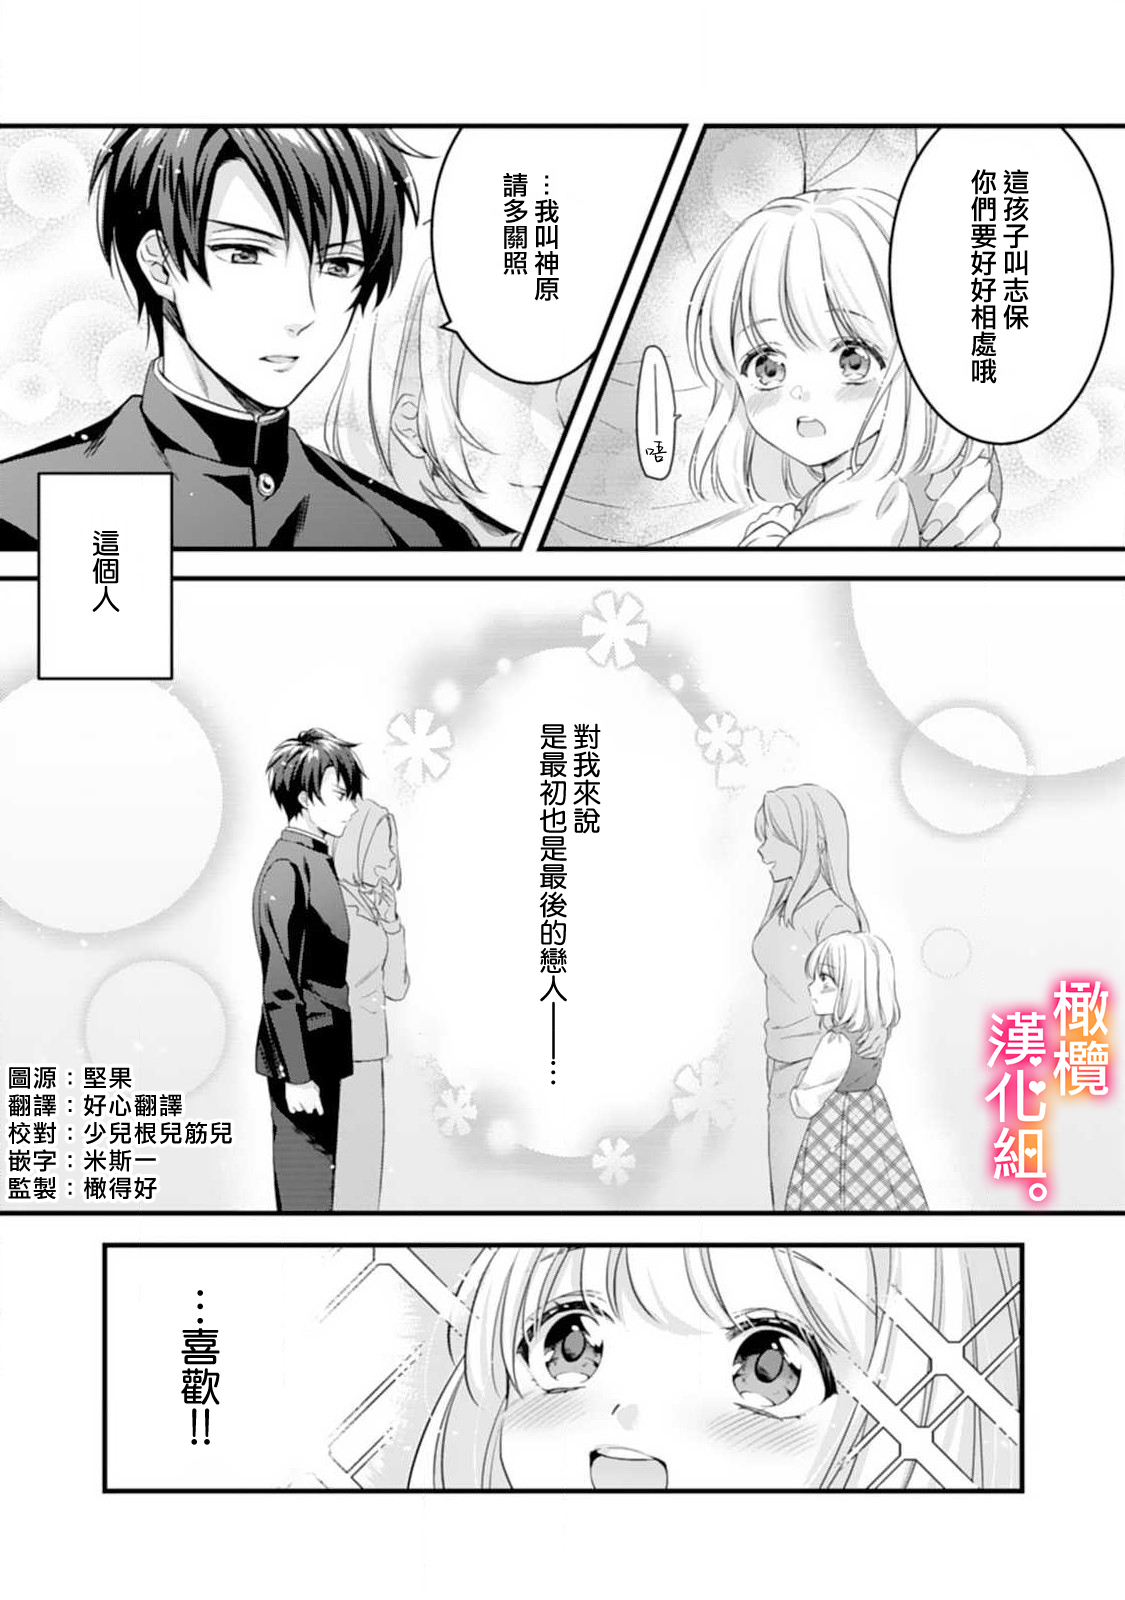 這孩子叫志保
你們要好好相處哦
唔
…我叫神原
請多關照
這個人
對我來說
是最初也是最後的戀人——…
橄欖
漢化組。
圖源：堅果
翻譯：好心翻譯
校對：少兒根兒筋兒
嵌字：米斯一
監製：橄得好
…喜歡!!